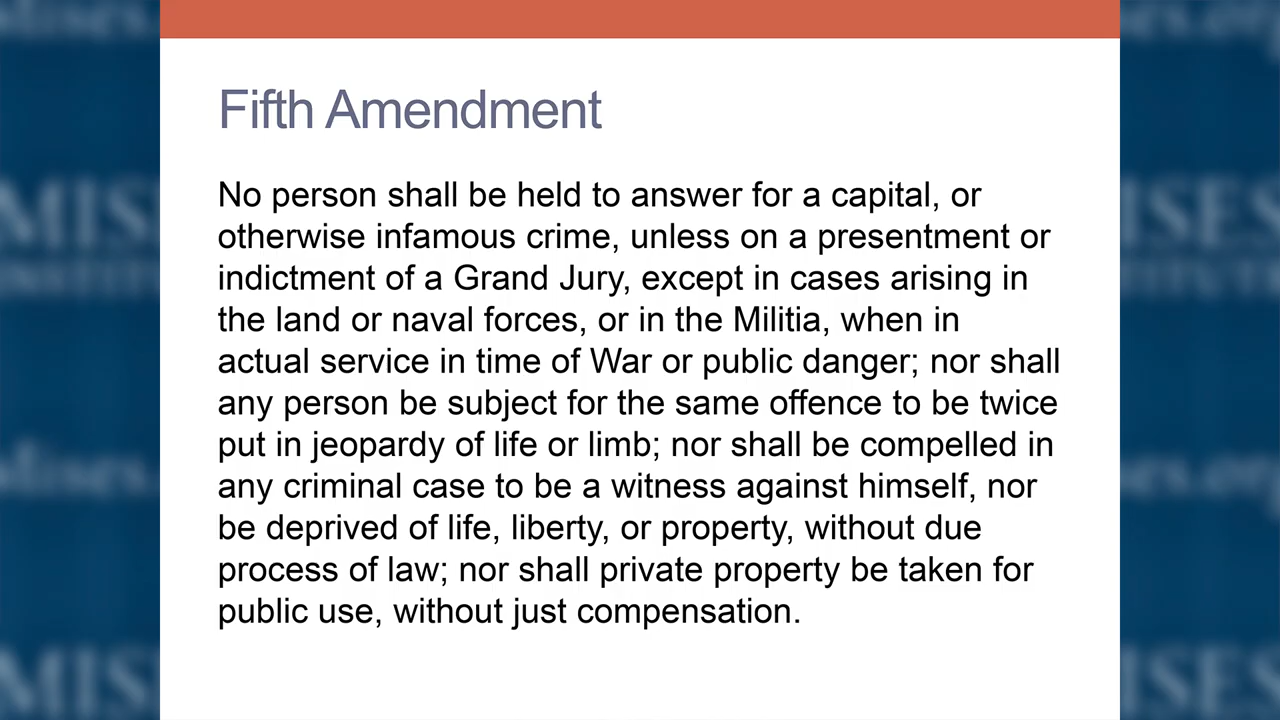 Fifth Amendment
No person shall be held to answer for a capital, or
otherwise infamous crime, unless on a presentment or
indictment of a Grand Jury, except in cases arising in
the land or naval forces, or in the Militia, when in
actual service in time of War or public danger; nor shall
any person be subject for the same offence to be twice
put in jeopardy of life or limb; nor shall be compelled in
any criminal case to be a witness against himself, nor
be deprived of life, liberty, or property, without due
process of law; nor shall private property be taken for
public use, without just compensation.